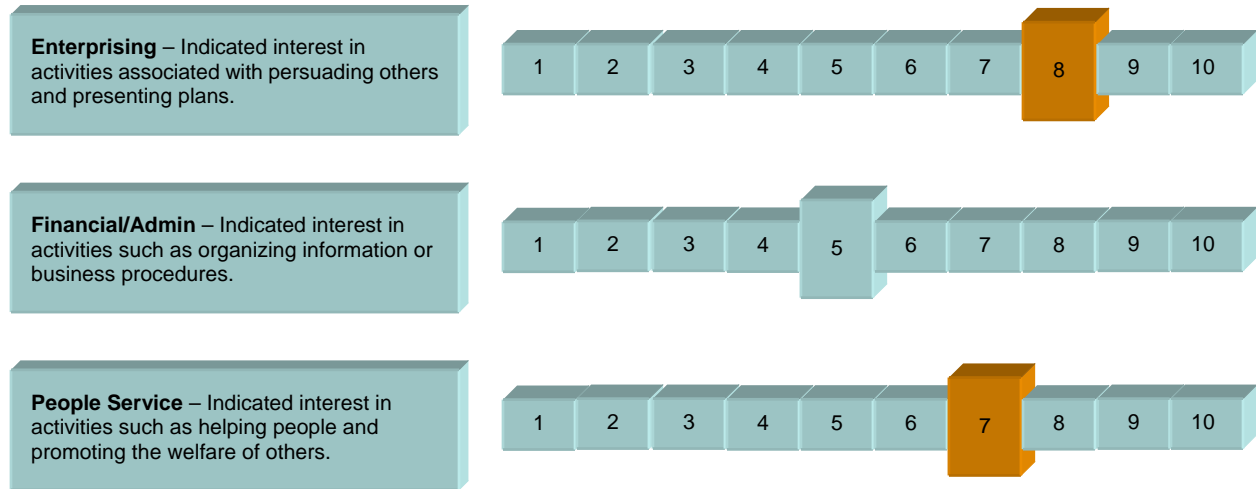 Enterprising – Indicated interest in
activities associated with persuading others
and presenting plans.
1 2 3 4 5 6 7 8 9 10
Financial/Admin – Indicated interest in
activities such as organizing information or
business procedures.
1 2 3 4 5 6 7 8 9 10
People Service – Indicated interest in
activities such as helping people and
promoting the welfare of others.
1 2 3 4 5 6 7 8 9 10